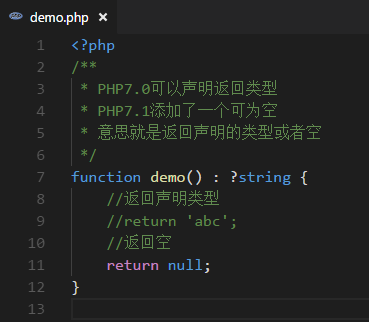 demo.php ×
1 <?php
2 /**
3  * PHP7.0可以声明返回类型
4  * PHP7.1添加了一个可为空
5  * 意思就是返回声明的类型或者空
6  */
7 function demo() : ?string {
8     //返回声明类型
9     //return 'abc';
10     //返回空
11     return null;
12 }
13